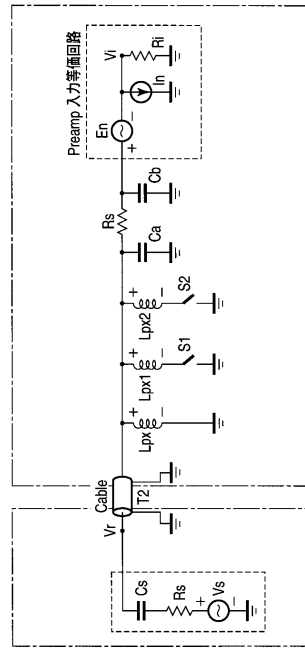 Preamp 入力等価回路
Vi
Ri
In
En
+
−
Rs
Cb
Ca
+
Lpx2
−
S2
+
Lpx1
−
S1
+
Lpx
−
Cable
T2
Vr
Cs
Rs
+
Vs
−